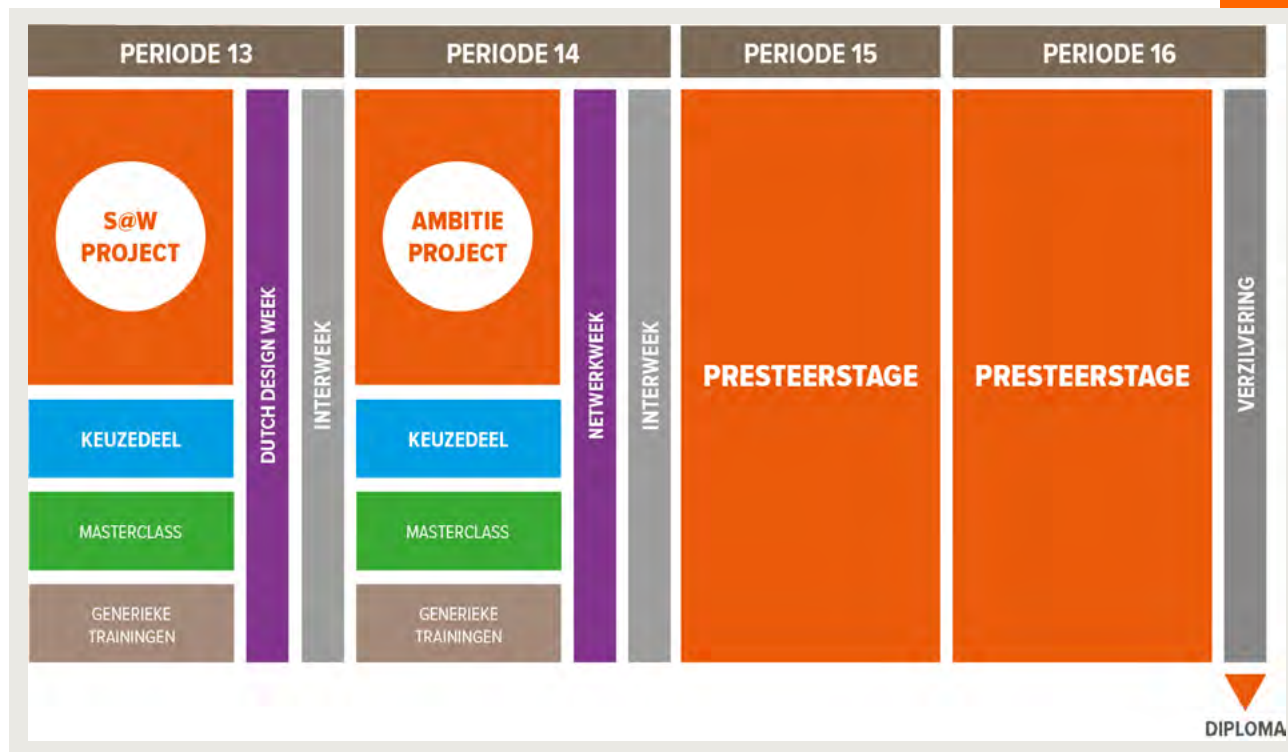 PERIODE 13
PERIODE 14
PERIODE 15
PERIODE 16
S@W
PROJECT
KEUZEDEEL
MASTERCLASS
GENERIEKE
TRAININGEN
DUTCH DESIGN WEEK
INTERWEEK
AMBITIE
PROJECT
KEUZEDEEL
MASTERCLASS
GENERIEKE
TRAININGEN
NETWERKWEEK
INTERWEEK
PRESTEERSTAGE
PRESTEERSTAGE
VERZILVERING
DIPLOMA